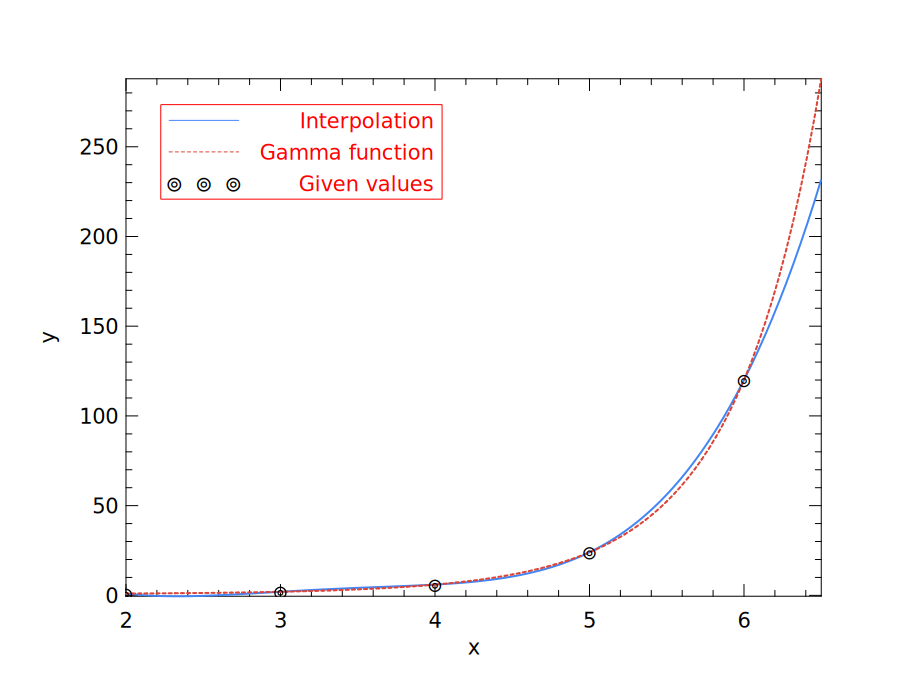 Interpolation
Gamma function
Given values
250
200
150
100
50
0
y
2 3 4 5 6
x